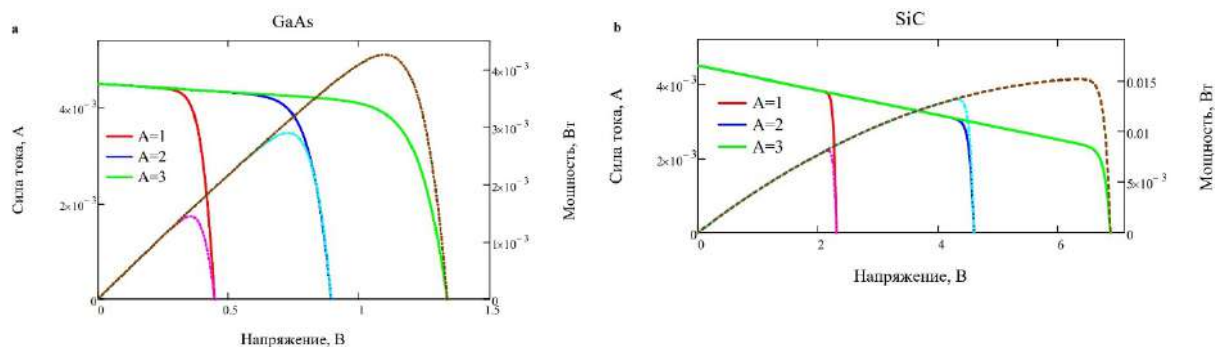 GaAs
a
Сила тока, А
4×10⁻³
2×10⁻³
0
A=1
A=2
A=3
4×10⁻³
3×10⁻³
2×10⁻³
1×10⁻³
0
Мощность, Вт
0
0.5
1
1.5
Напряжение, В
SiC
b
Сила тока, А
4×10⁻³
2×10⁻³
0
A=1
A=2
A=3
0.015
0.01
5×10⁻³
0
Мощность, Вт
0
2
4
6
Напряжение, В